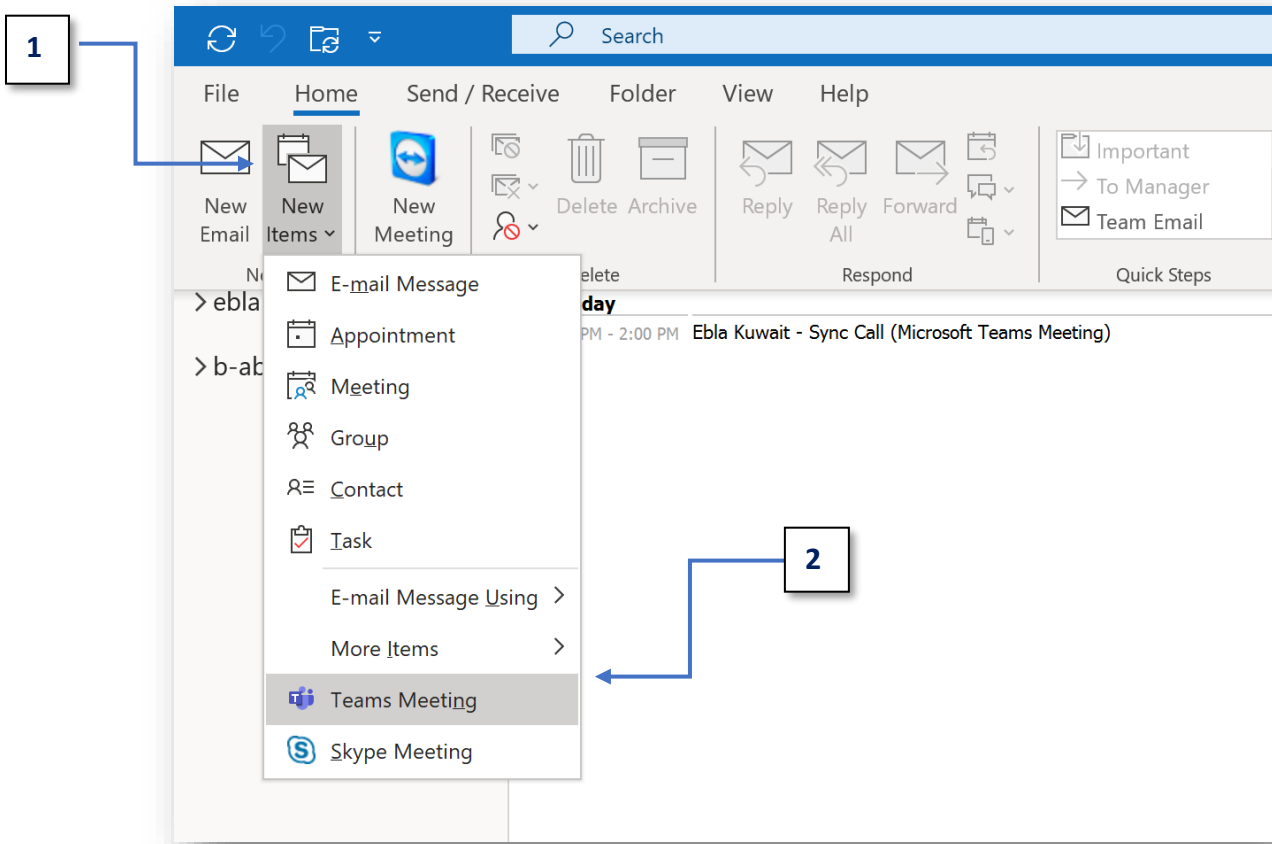 1
Search
File Home Send / Receive Folder View Help
New Email
New Items
New Meeting
Delete Archive
Reply
Reply All
Forward
Important
To Manager
Team Email
Respond
Quick Steps
E-mail Message
Appointment
Meeting
Group
Contact
Task
E-mail Message Using
More Items
Teams Meeting
Skype Meeting
ebla
PM - 2:00 PM Ebla Kuwait - Sync Call (Microsoft Teams Meeting)
2